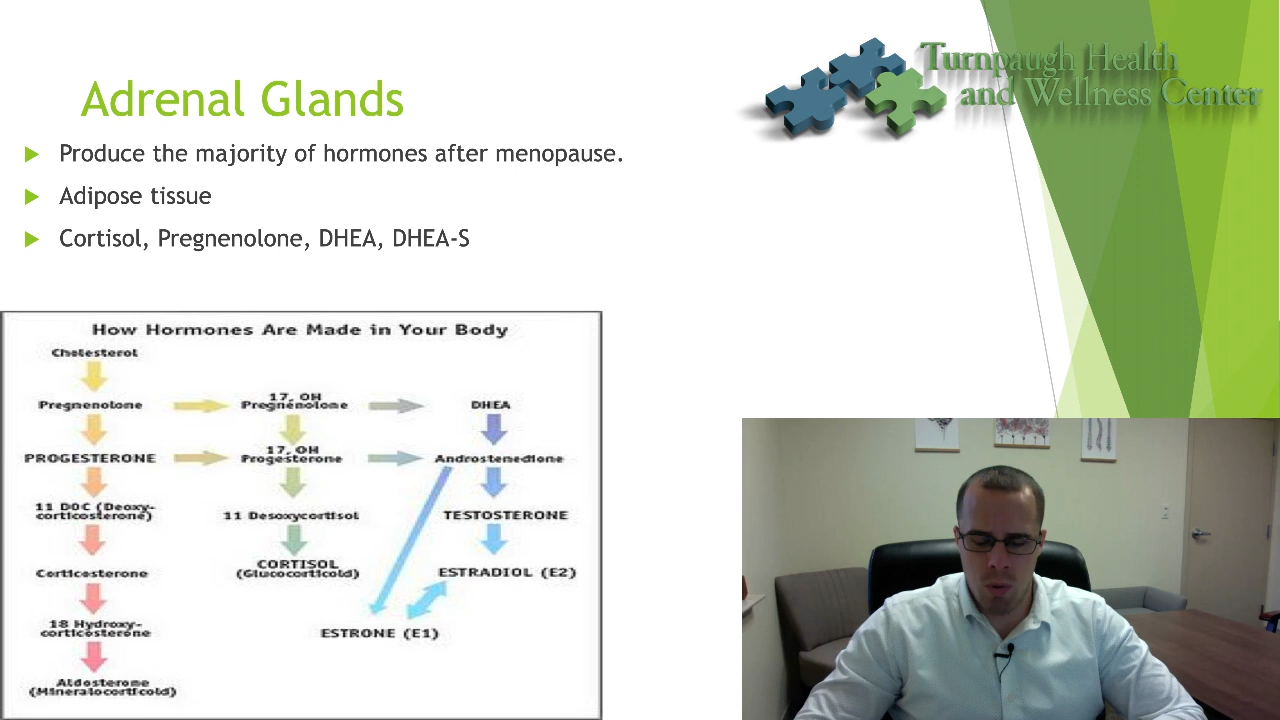 Turnpaugh Health
and Wellness Center
Adrenal Glands
Produce the majority of hormones after menopause.
Adipose tissue
Cortisol, Pregnenolone, DHEA, DHEA-S
How Hormones Are Made in Your Body
Cholesterol
Pregnenolone
17, OH
Pregnenolone
DHEA
PROGESTERONE
17, OH
Progesterone
Androstenedione
11 DOC (Deoxy-
corticosterone)
11 Desoxycortisol
TESTOSTERONE
Corticosterone
CORTISOL
(Glucocorticoid)
ESTRADIOL (E2)
18 Hydroxy-
corticosterone
ESTRONE (E1)
Aldosterone
(Mineralocorticoid)